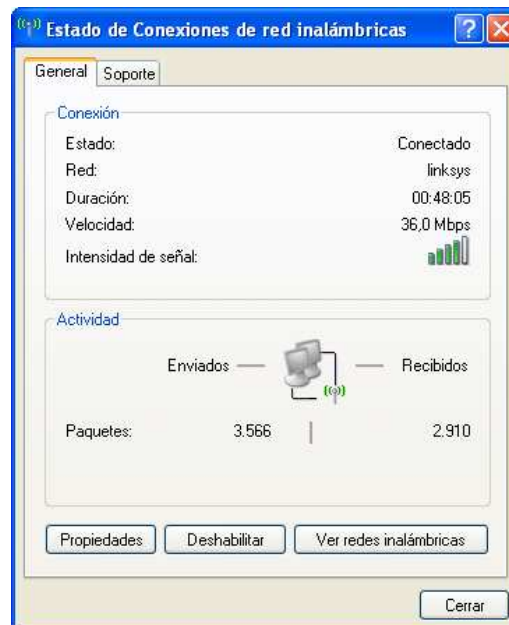 Estado de Conexiones de red inalámbricas
General Soporte
Conexión
Estado: Conectado
Red: linksys
Duración: 00:48:05
Velocidad: 36,0 Mbps
Intensidad de señal:
Actividad
Enviados Recibidos
Paquetes: 3.566 2.910
Propiedades Deshabilitar Ver redes inalámbricas
Cerrar